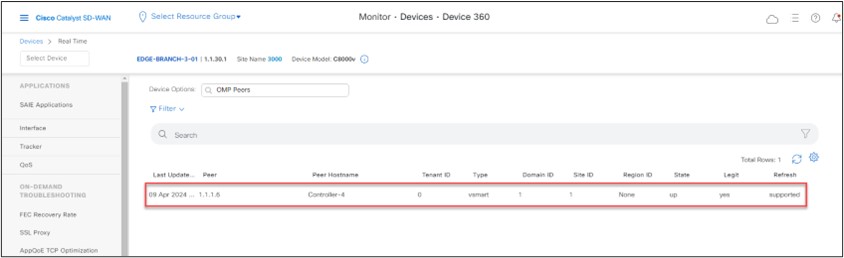 Cisco Catalyst SD-WAN
Select Resource Group
Monitor · Devices · Device 360
Devices > Real Time
Select Device
EDGE-BRANCH-3-01 | 1.1.30.1 Site Name 3000 Device Model: C8000v
APPLICATIONS
SAIE Applications
Interface
Tracker
QoS
ON-DEMAND
TROUBLESHOOTING
FEC Recovery Rate
SSL Proxy
AppQoE TCP Optimization
Device Options: OMP Peers
Filter
Search
Total Rows: 1
Last Update... Peer Peer Hostname Tenant ID Type Domain ID Site ID Region ID State Legit Refresh
09 Apr 2024 ... 1.1.1.6 Controller-4 0 vsmart 1 1 None up yes supported